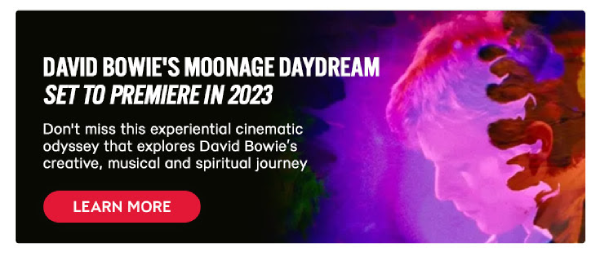 DAVID BOWIE'S MOONAGE DAYDREAM
SET TO PREMIERE IN 2023
Don't miss this experiential cinematic
odyssey that explores David Bowie's
creative, musical and spiritual journey
LEARN MORE